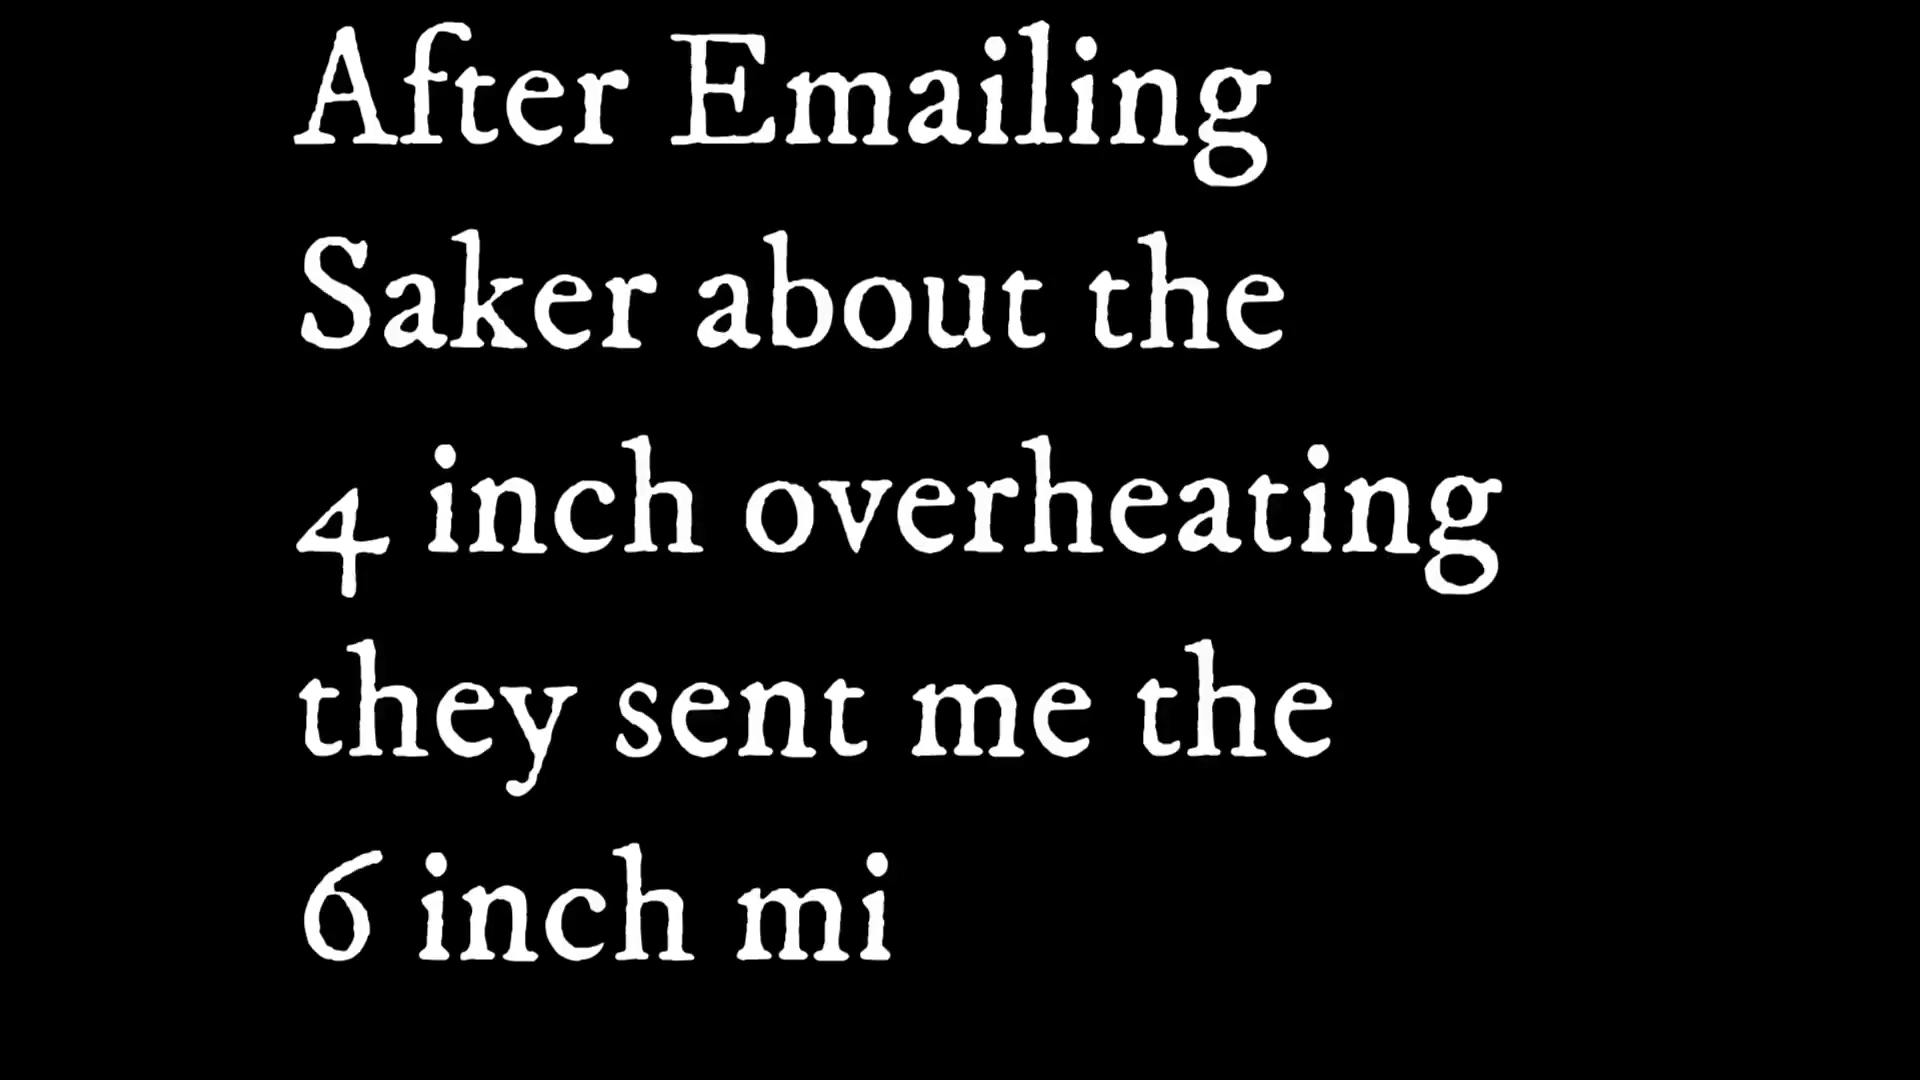 After Emailing
Saker about the
4 inch overheating
they sent me the
6 inch mi